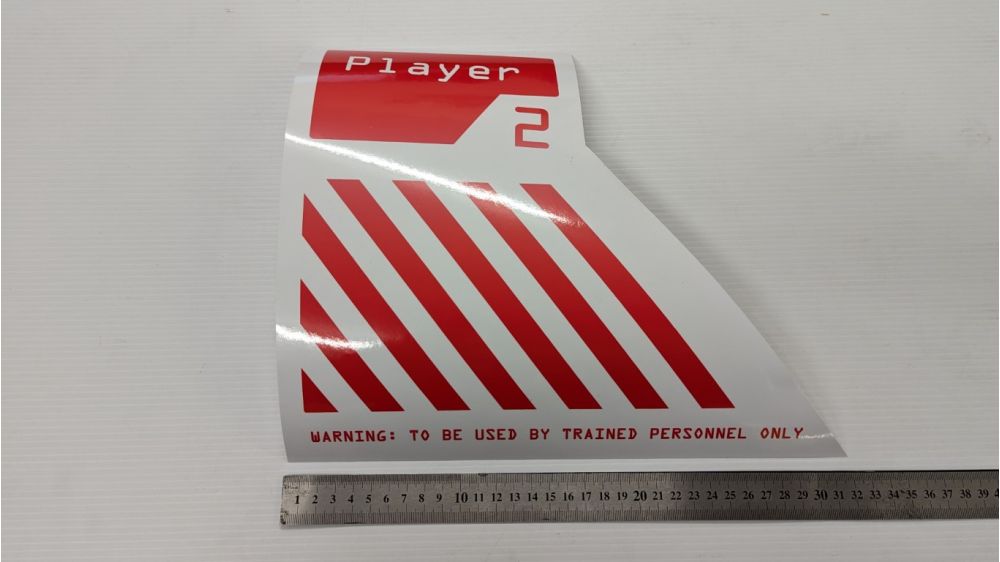 Player
2
WARNING: TO BE USED BY TRAINED PERSONNEL ONLY
1 2 3 4 5 6 7 8 9 10 11 12 13 14 15 16 17 18 19 20 21 22 23 24 25 26 27 28 29 30 31 32 33 34 35 36 37 38 39